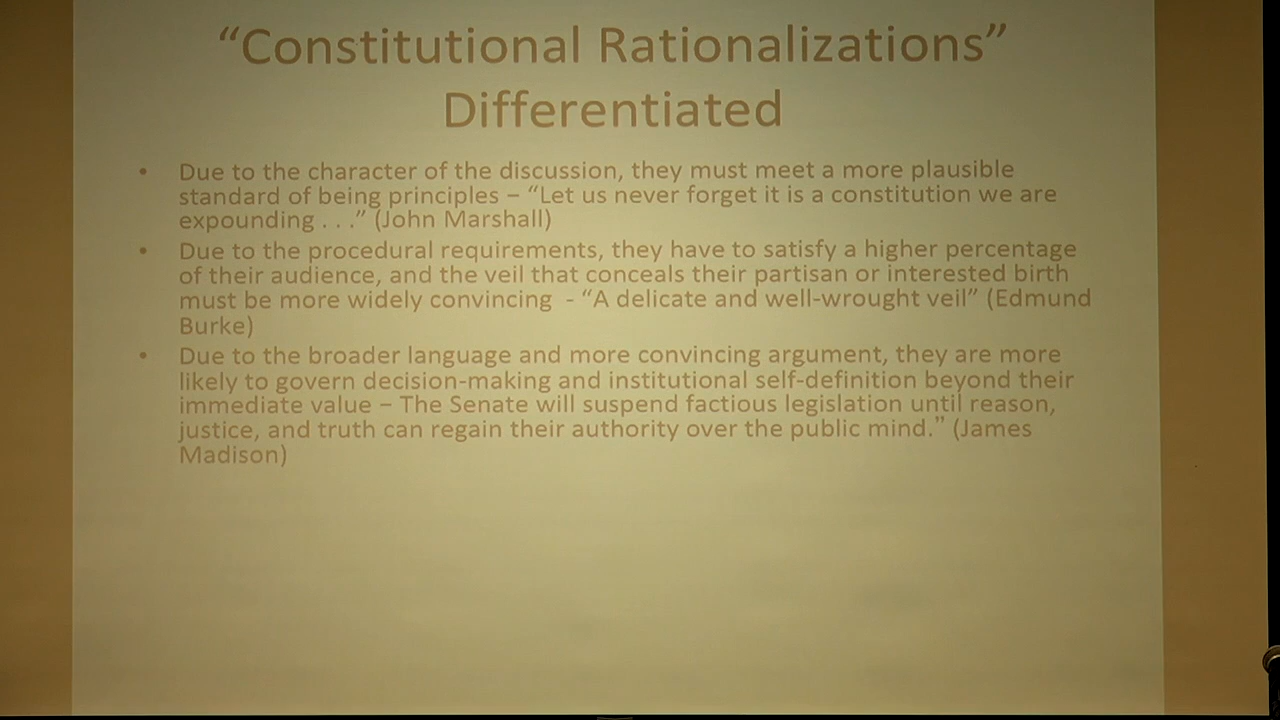 “Constitutional Rationalizations”
Differentiated
• Due to the character of the discussion, they must meet a more plausible
standard of being principles – “Let us never forget it is a constitution we are
expounding . . .” (John Marshall)
• Due to the procedural requirements, they have to satisfy a higher percentage
of their audience, and the veil that conceals their partisan or interested birth
must be more widely convincing - “A delicate and well-wrought veil” (Edmund
Burke)
• Due to the broader language and more convincing argument, they are more
likely to govern decision-making and institutional self-definition beyond their
immediate value – The Senate will suspend factious legislation until reason,
justice, and truth can regain their authority over the public mind.” (James
Madison)